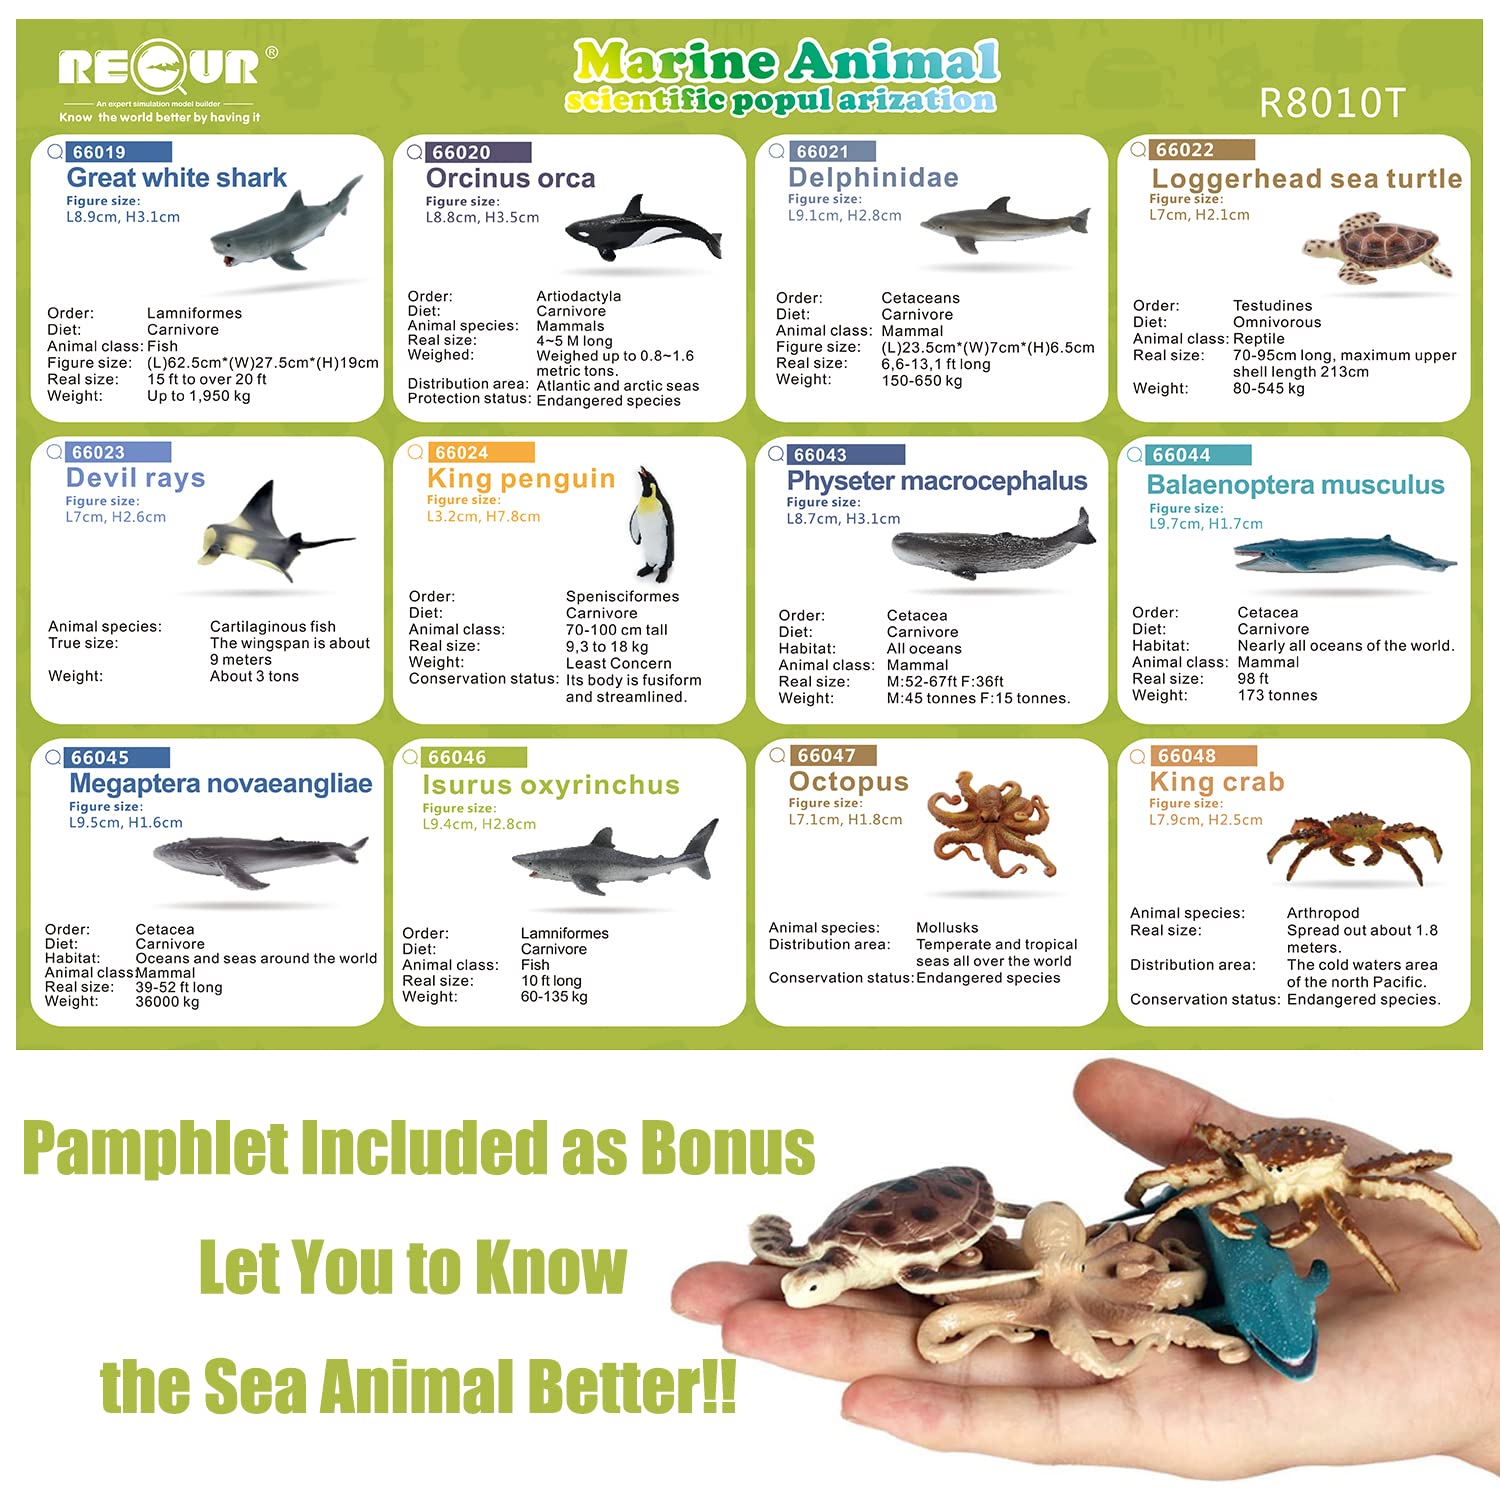 REQUR®
An expert simulation model builder
Know the world better by having it
Marine Animal
scientific popul arization
R8010T
66019
Great white shark
Figure size:
L8.9cm, H3.1cm
Order: Lamniformes
Diet: Carnivore
Animal class: Fish
Figure size: (L)62.5cm*(W)27.5cm*(H)19cm
Real size: 15 ft to over 20 ft
Weight: Up to 1,950 kg
66020
Orcinus orca
Figure size:
L8.8cm, H3.5cm
Order: Artiodactyla
Diet: Carnivore
Animal species: Mammals
Real size: 4~5 M long
Weighed: Weighed up to 0.8~1.6
metric tons.
Distribution area: Atlantic and arctic seas
Protection status: Endangered species
66021
Delphinidae
Figure size:
L9.1cm, H2.8cm
Order: Cetaceans
Diet: Carnivore
Animal class: Mammal
Figure size: (L)23.5cm*(W)7cm*(H)6.5cm
Real size: 6,6-13,1 ft long
Weight: 150-650 kg
66022
Loggerhead sea turtle
Figure size:
L7cm, H2.1cm
Order: Testudines
Diet: Omnivorous
Animal class: Reptile
Real size: 70-95cm long, maximum upper
shell length 213cm
Weight: 80-545 kg
66023
Devil rays
Figure size:
L7cm, H2.6cm
Animal species: Cartilaginous fish
True size: The wingspan is about
9 meters
Weight: About 3 tons
66024
King penguin
Figure size:
L3.2cm, H7.8cm
Order: Spenisciformes
Diet: Carnivore
Animal class: 70-100 cm tall
Real size: 9,3 to 18 kg
Weight: Least Concern
Conservation status: Its body is fusiform
and streamlined.
66043
Physeter macrocephalus
Figure size:
L8.7cm, H3.1cm
Order: Cetacea
Diet: Carnivore
Habitat: All oceans
Animal class: Mammal
Real size: M:52-67ft F:36ft
Weight: M:45 tonnes F:15 tonnes.
66044
Balaenoptera musculus
Figure size:
L9.7cm, H1.7cm
Order: Cetacea
Diet: Carnivore
Habitat: Nearly all oceans of the world.
Animal class: Mammal
Real size: 98 ft
Weight: 173 tonnes
66045
Megaptera novaeangliae
Figure size:
L9.5cm, H1.6cm
Order: Cetacea
Diet: Carnivore
Habitat: Oceans and seas around the world
Animal class:Mammal
Real size: 39-52 ft long
Weight: 36000 kg
66046
Isurus oxyrinchus
Figure size:
L9.4cm, H2.8cm
Order: Lamniformes
Diet: Carnivore
Animal class: Fish
Real size: 10 ft long
Weight: 60-135 kg
66047
Octopus
Figure size:
L7.1cm, H1.8cm
Animal species: Mollusks
Distribution area: Temperate and tropical
seas all over the world
Conservation status: Endangered species
66048
King crab
Figure size:
L7.9cm, H2.5cm
Animal species: Arthropod
Real size: Spread out about 1.8
meters.
Distribution area: The cold waters area
of the north Pacific.
Conservation status: Endangered species.
Pamphlet Included as Bonus
Let You to Know
the Sea Animal Better!!